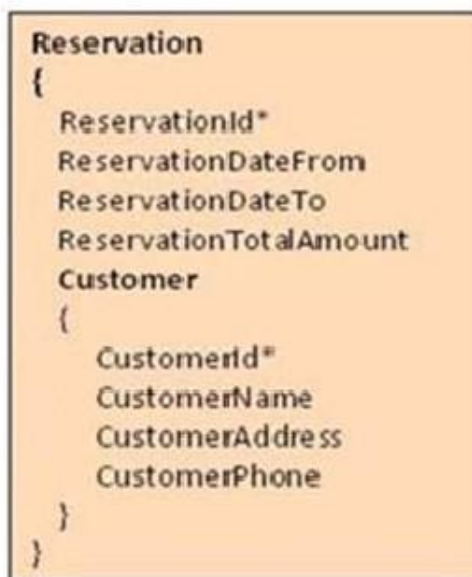 Reservation
{
ReservationId*
ReservationDateFrom
ReservationDateTo
ReservationTotalAmount
Customer
{
CustomerId*
CustomerName
CustomerAddress
CustomerPhone
}
}